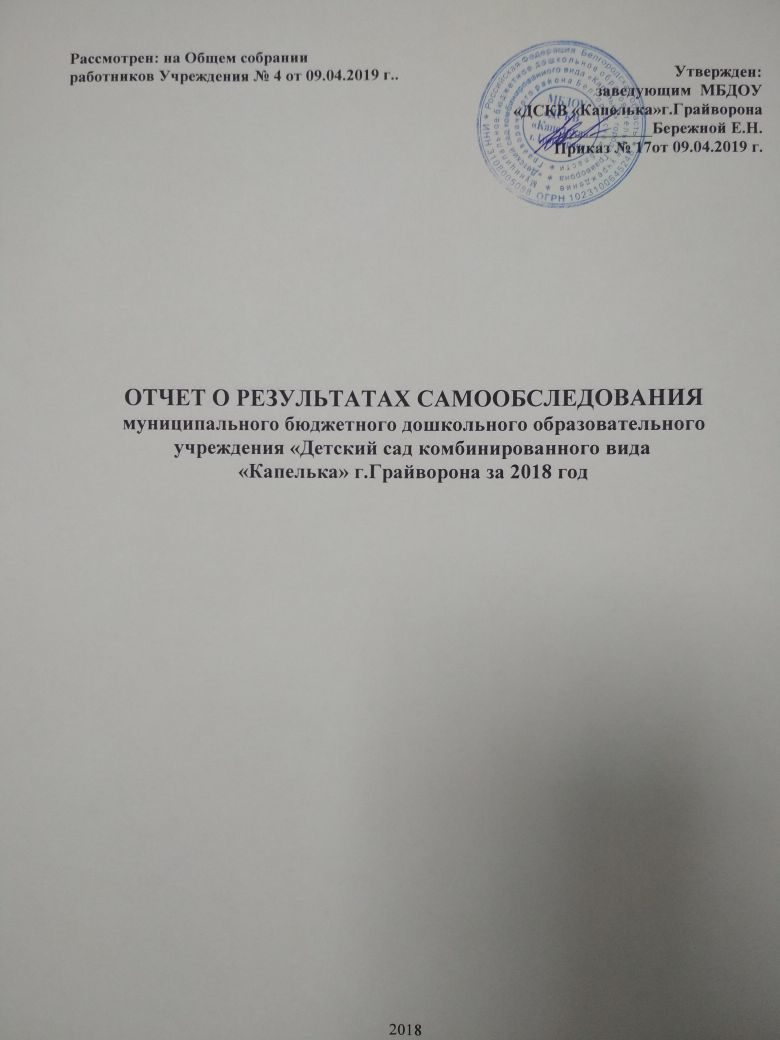 Рассмотрен: на Общем собрании
работников Учреждения № 4 от 09.04.2019 г..
Утвержден:
заведующим МБДОУ
«ДСКВ «Капелька»г.Грайворона
Бережной Е.Н.
Приказ № 17от 09.04.2019 г.
МБДОУ
«Капелька»
ОТЧЕТ О РЕЗУЛЬТАТАХ САМООБСЛЕДОВАНИЯ
муниципального бюджетного дошкольного образовательного
учреждения «Детский сад комбинированного вида
«Капелька» г.Грайворона за 2018 год
2018